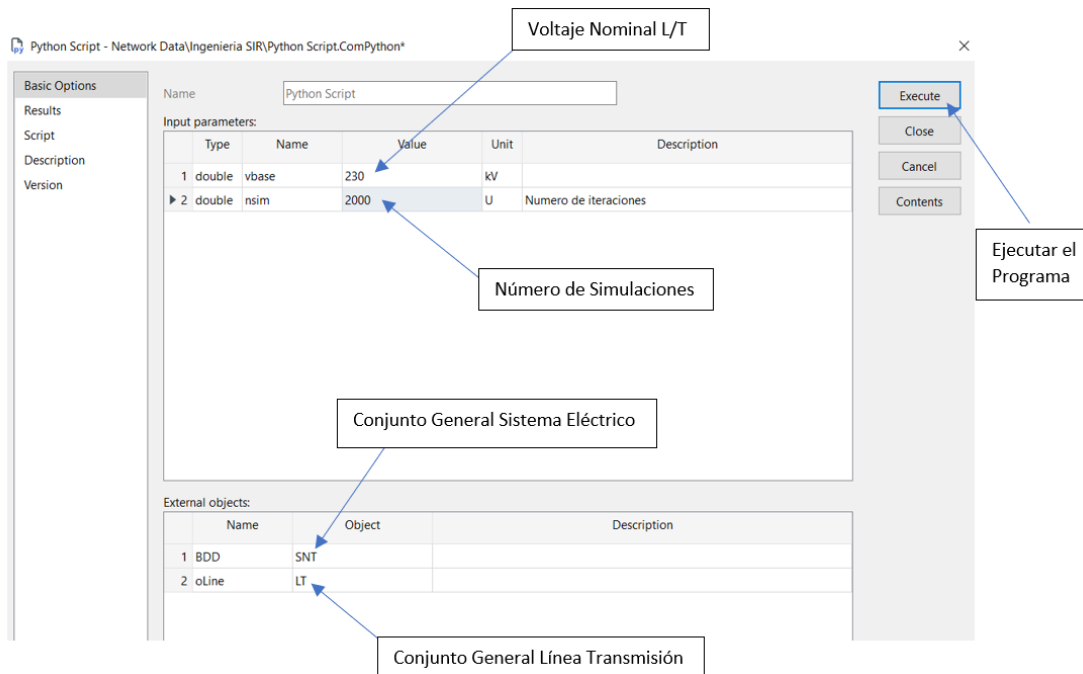 Voltaje Nominal L/T
Python Script - Network Data\Ingenieria SIR\Python Script.ComPython*
Basic Options
Results
Script
Description
Version
Name
Python Script
Input parameters:
Type Name Value Unit Description
1 double vbase 230 kV
2 double nsim 2000 U Numero de iteraciones
Execute
Close
Cancel
Contents
Ejecutar el
Programa
Número de Simulaciones
Conjunto General Sistema Eléctrico
External objects:
Name Object Description
1 BDD SNT
2 oLine LT
Conjunto General Línea Transmisión